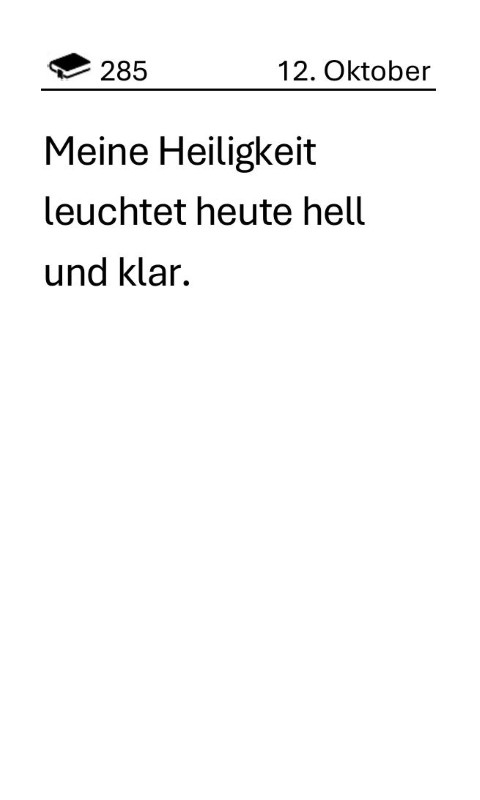 285 12. Oktober
Meine Heiligkeit
leuchtet heute hell
und klar.